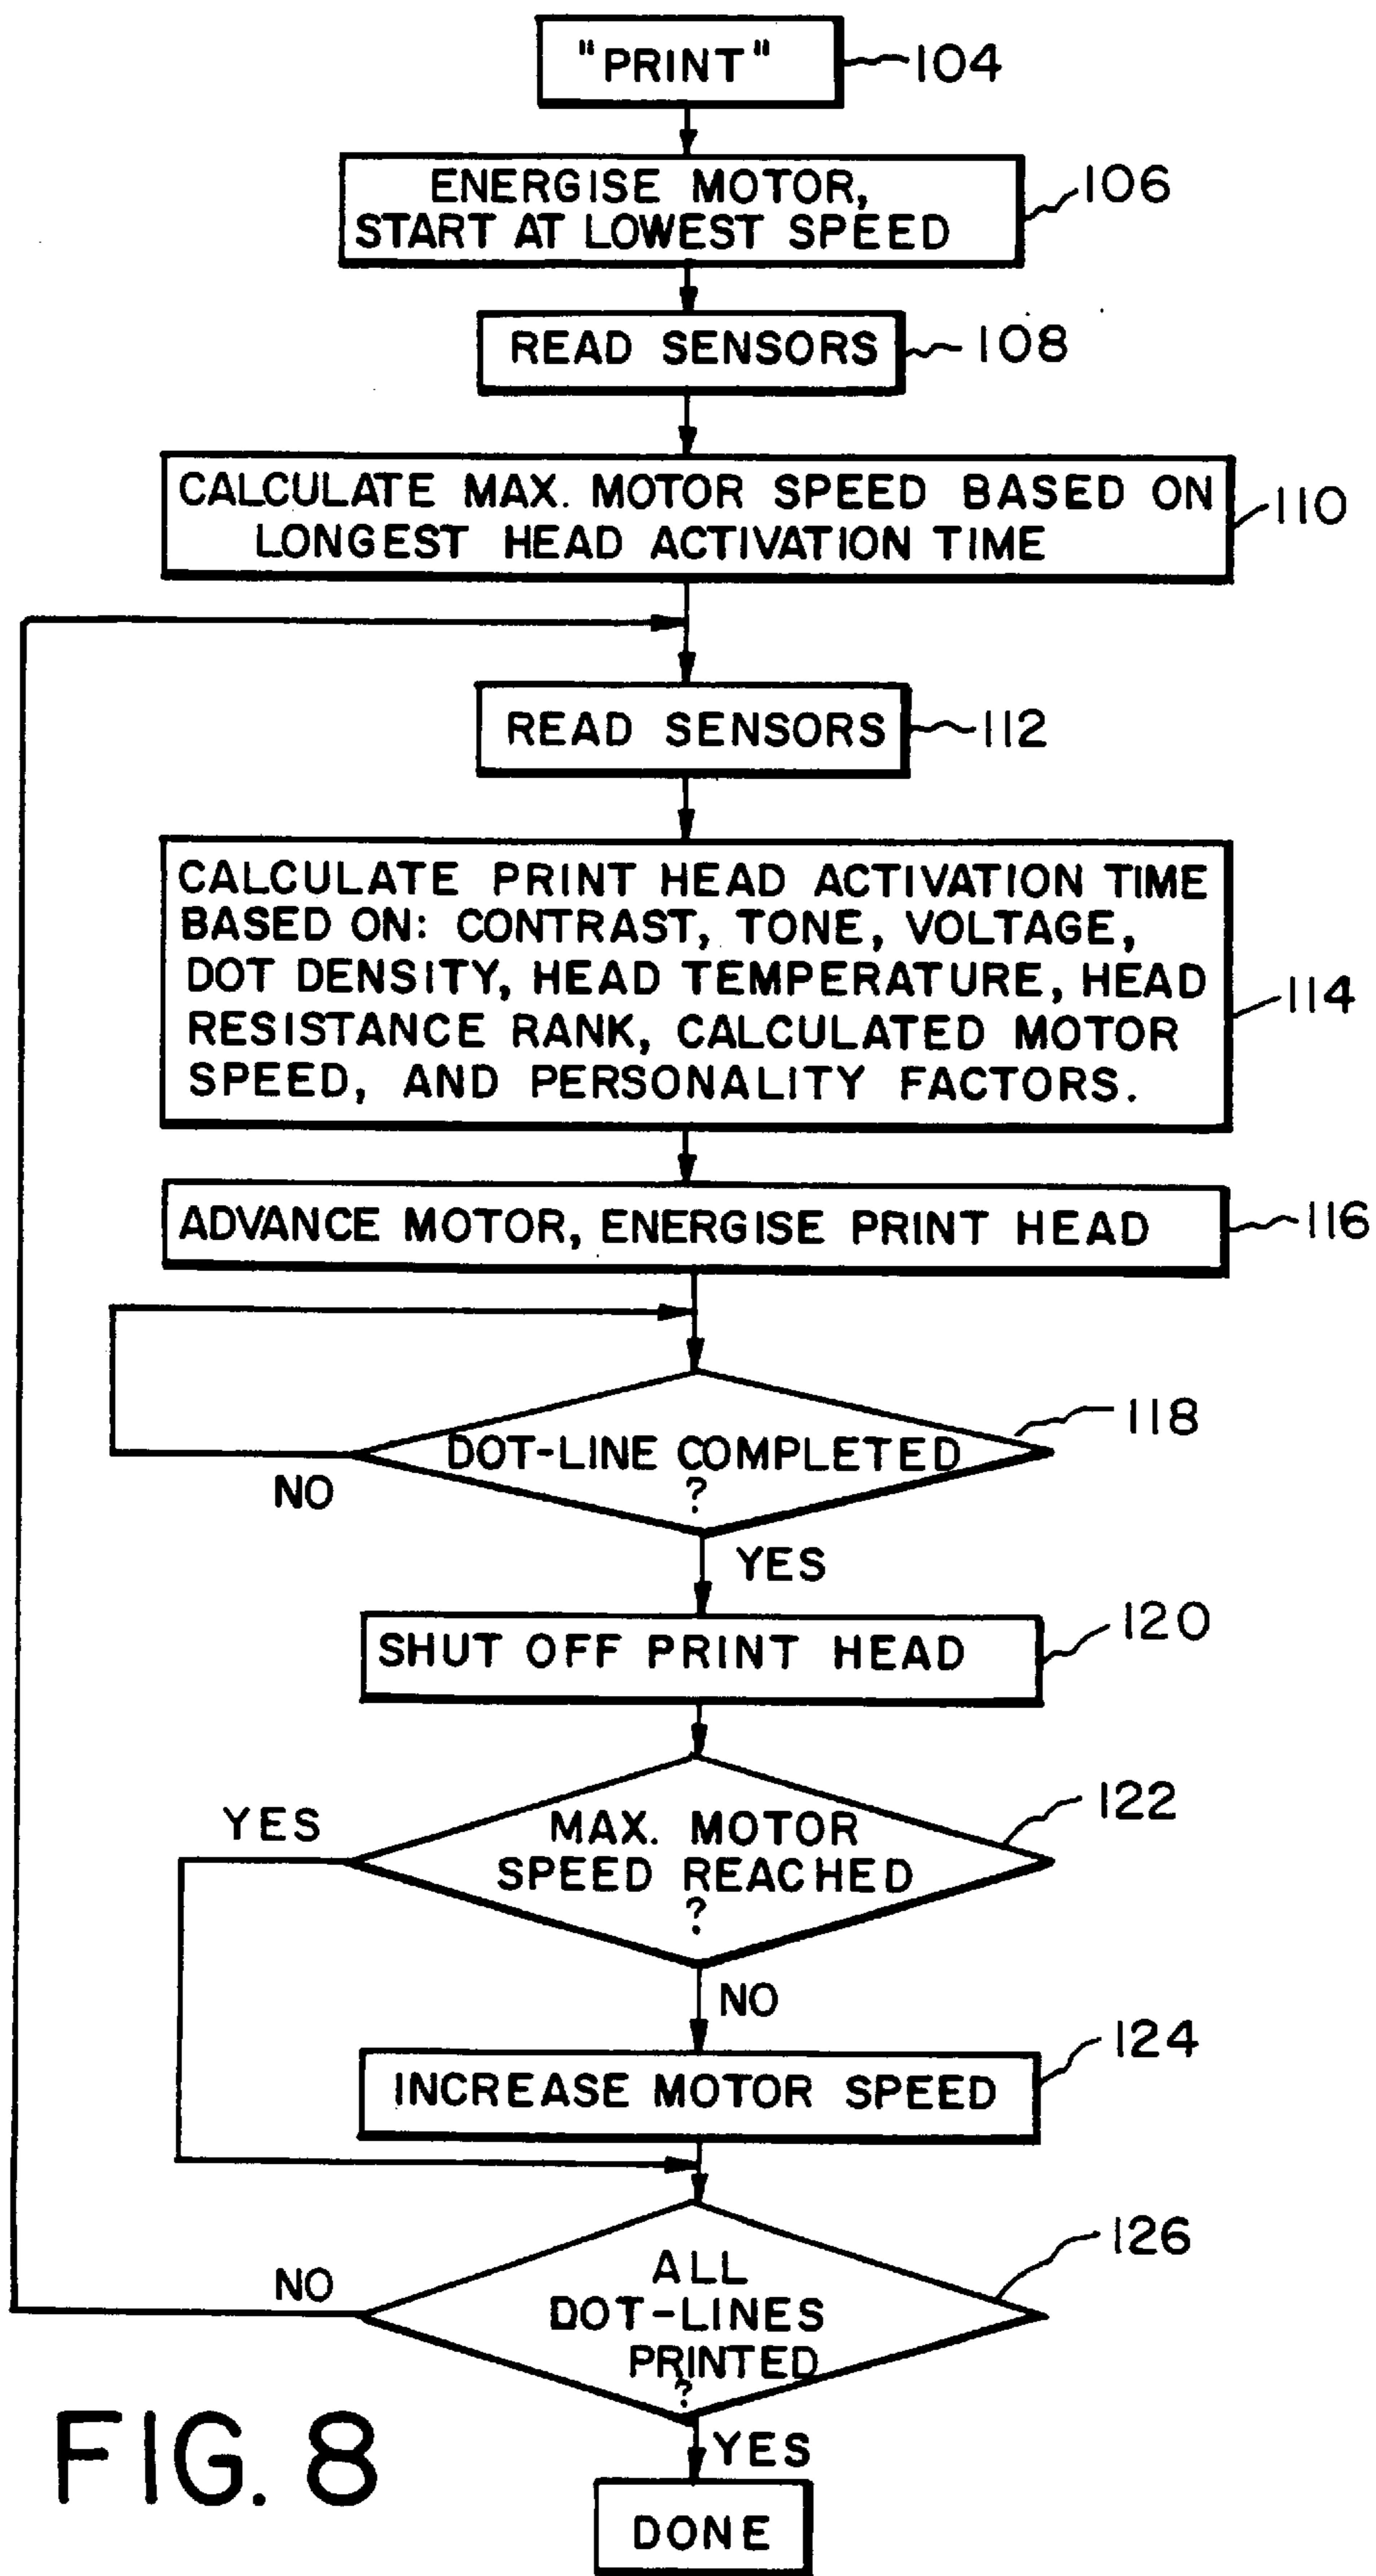 "PRINT"
104
ENERGISE MOTOR,
START AT LOWEST SPEED
106
READ SENSORS
108
CALCULATE MAX. MOTOR SPEED BASED ON
LONGEST HEAD ACTIVATION TIME
110
READ SENSORS
112
CALCULATE PRINT HEAD ACTIVATION TIME
BASED ON: CONTRAST, TONE, VOLTAGE,
DOT DENSITY, HEAD TEMPERATURE, HEAD
RESISTANCE RANK, CALCULATED MOTOR
SPEED, AND PERSONALITY FACTORS.
114
ADVANCE MOTOR, ENERGISE PRINT HEAD
116
DOT-LINE COMPLETED
?
118
NO
YES
SHUT OFF PRINT HEAD
120
MAX. MOTOR
SPEED REACHED
?
122
YES
NO
INCREASE MOTOR SPEED
124
ALL
DOT-LINES
PRINTED
?
126
NO
YES
DONE
FIG. 8